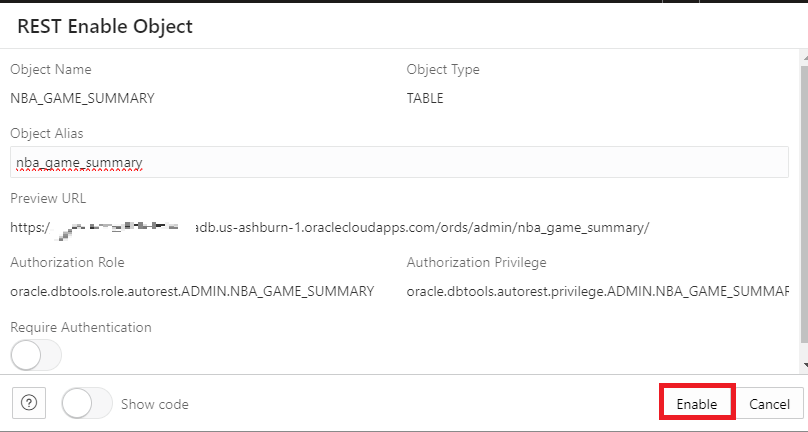 REST Enable Object
Object Name Object Type
NBA_GAME_SUMMARY TABLE
Object Alias
nba_game_summary
Preview URL
https:/ adb.us-ashburn-1.oraclecloudapps.com/ords/admin/nba_game_summary/
Authorization Role Authorization Privilege
oracle.dbtools.role.autorest.ADMIN.NBA_GAME_SUMMARY oracle.dbtools.autorest.privilege.ADMIN.NBA_GAME_SUMMAR
Require Authentication
? Show code Enable Cancel